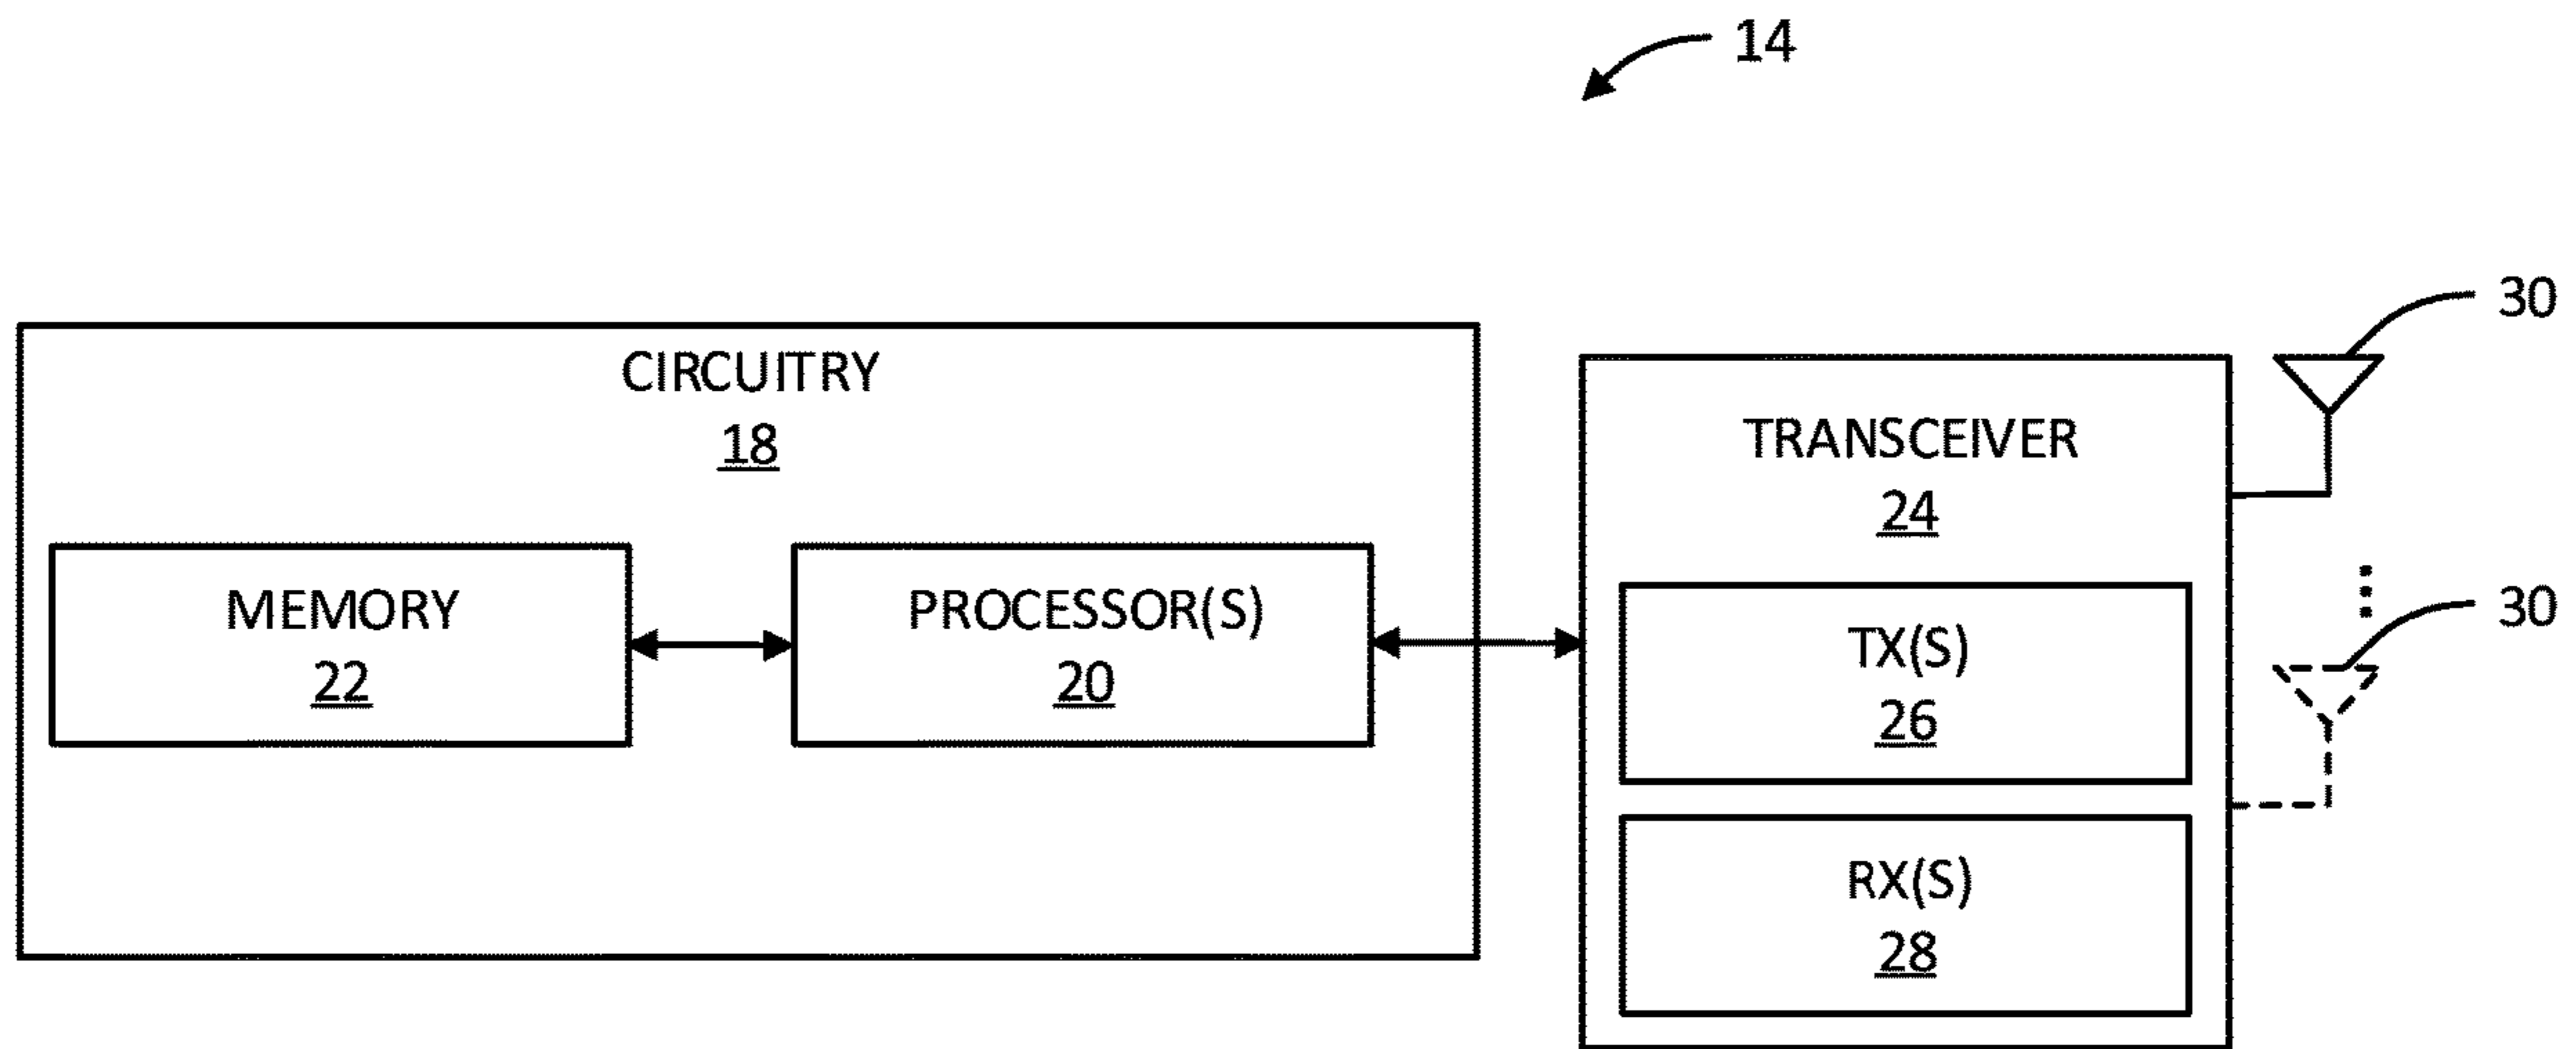 14
30
CIRCUITRY
18
TRANSCEIVER
24
MEMORY
22
PROCESSOR(S)
20
TX(S)
26
30
RX(S)
28